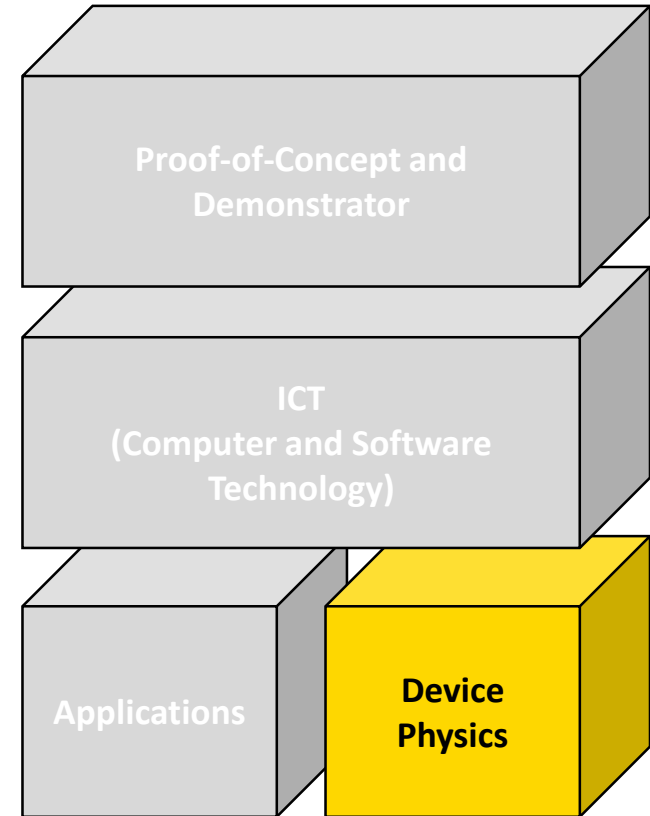 Proof-of-Concept and
Demonstrator
ICT
(Computer and Software
Technology)
Applications
Device
Physics